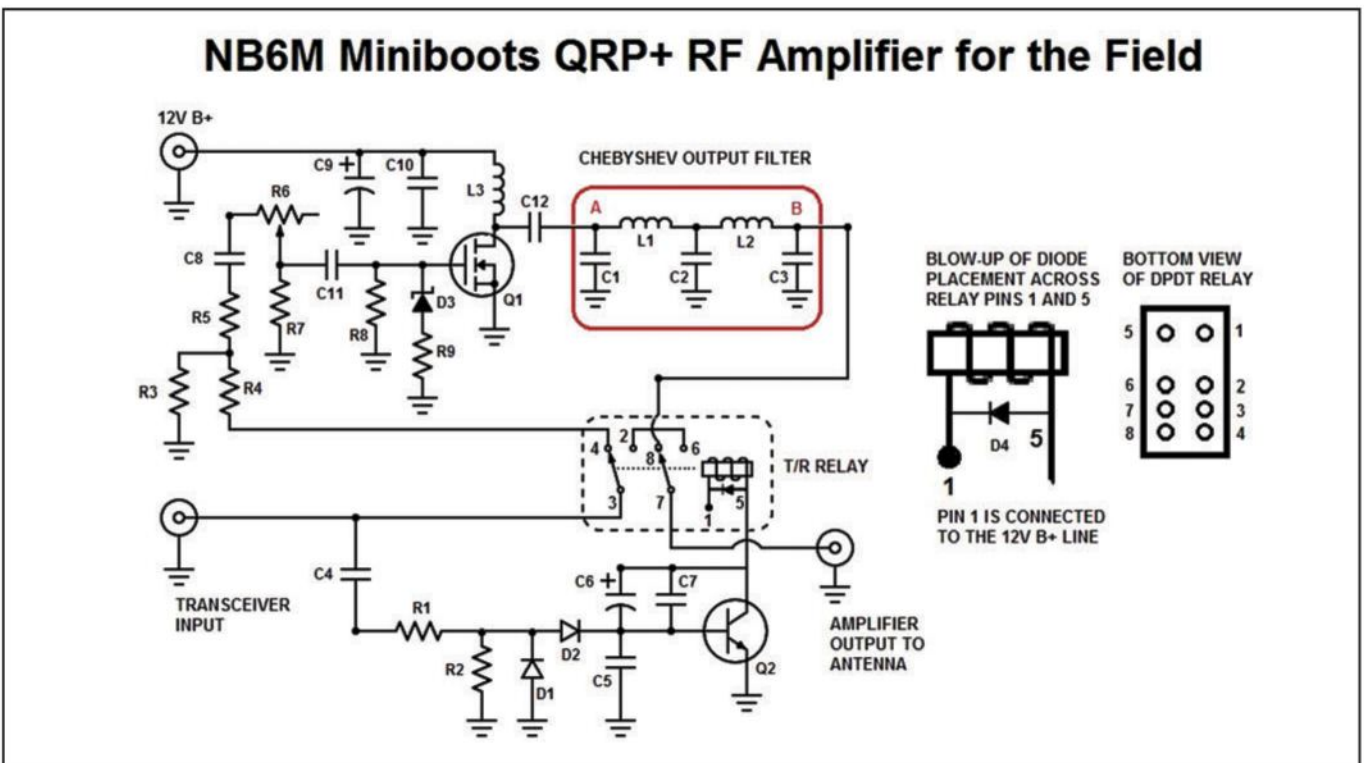 NB6M Miniboots QRP+ RF Amplifier for the Field
12V B+
CHEBYSHEV OUTPUT FILTER
C9 +
C10
L3
C12
R6
A
B
L1
L2
C8
C11
D3
Q1
C1
C2
C3
R5
R7
R8
R9
R3
R4
BLOW-UP OF DIODE
PLACEMENT ACROSS
RELAY PINS 1 AND 5
D4
5
1
PIN 1 IS CONNECTED
TO THE 12V B+ LINE
BOTTOM VIEW
OF DPDT RELAY
5
1
6
2
7
3
8
4
4
2
8
6
T/R RELAY
3
7
1
5
TRANSCEIVER
INPUT
C4
R1
R2
D1
D2
C6 +
C7
C5
Q2
AMPLIFIER
OUTPUT TO
ANTENNA